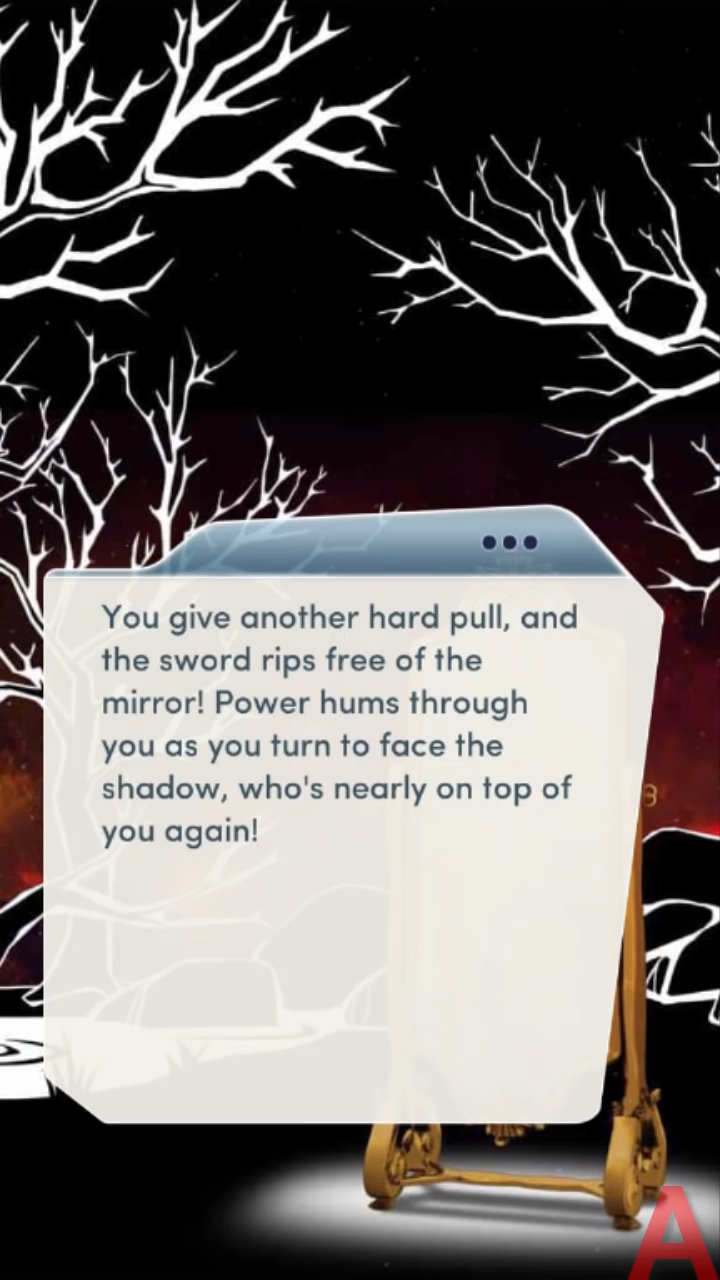 You give another hard pull, and
the sword rips free of the
mirror! Power hums through
you as you turn to face the
shadow, who's nearly on top of
you again!
A